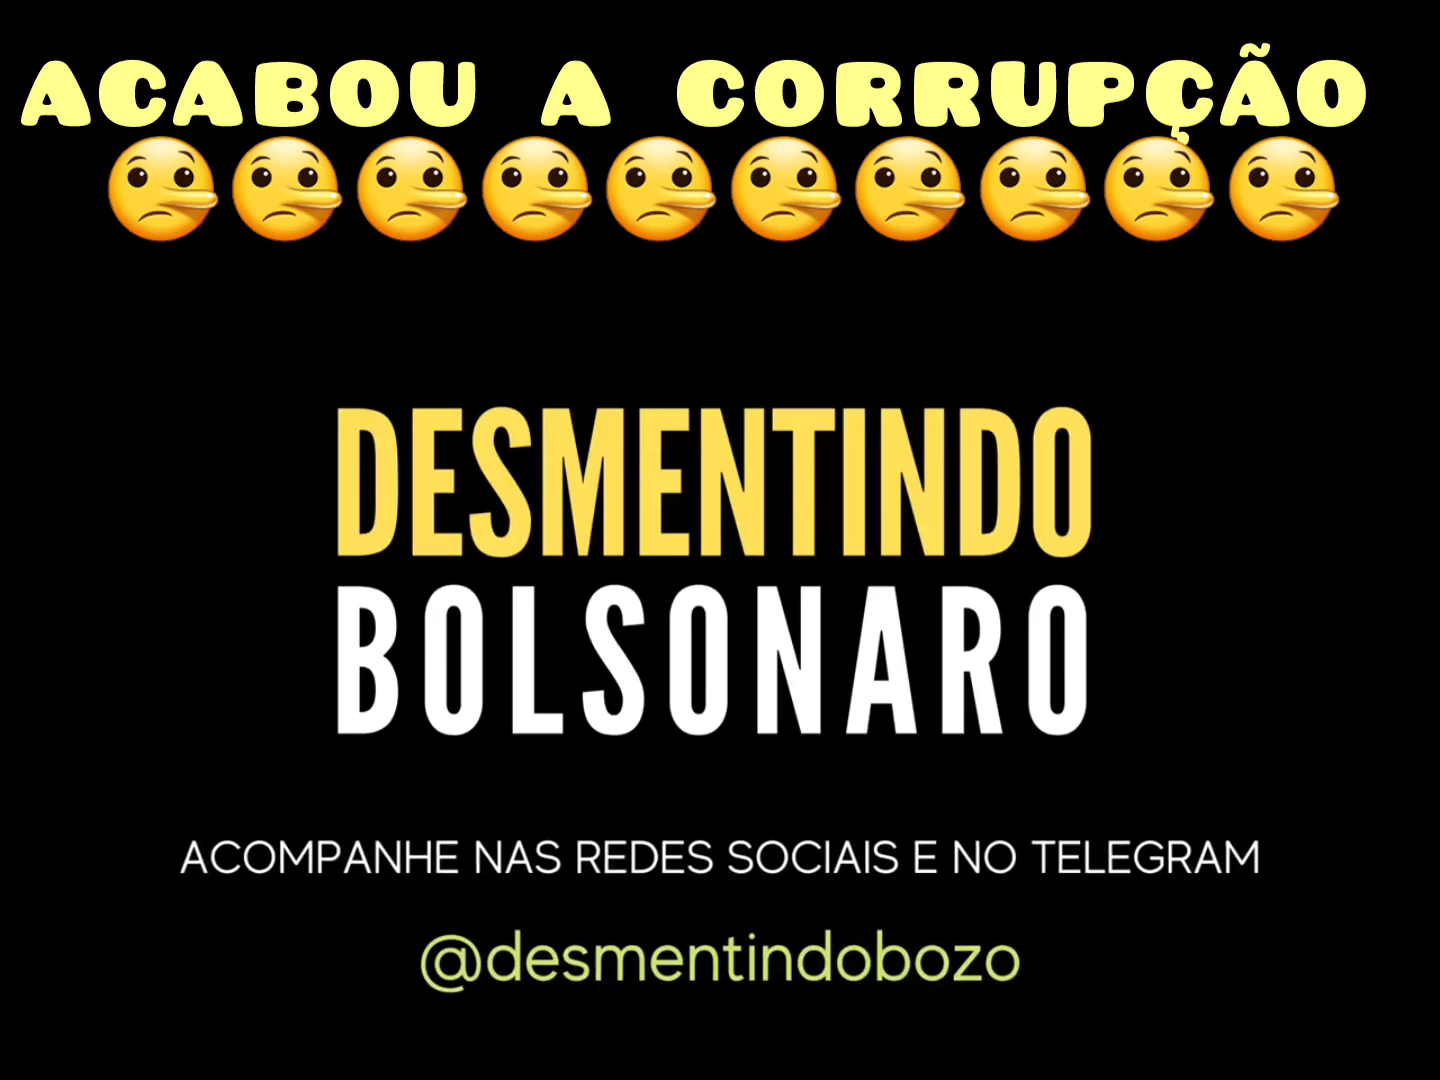 ACABOU A CORRUPÇÃO
🤥🤥🤥🤥🤥🤥🤥🤥🤥🤥
DESMENTINDO
BOLSONARO
ACOMPANHE NAS REDES SOCIAIS E NO TELEGRAM
@desmentindobozo